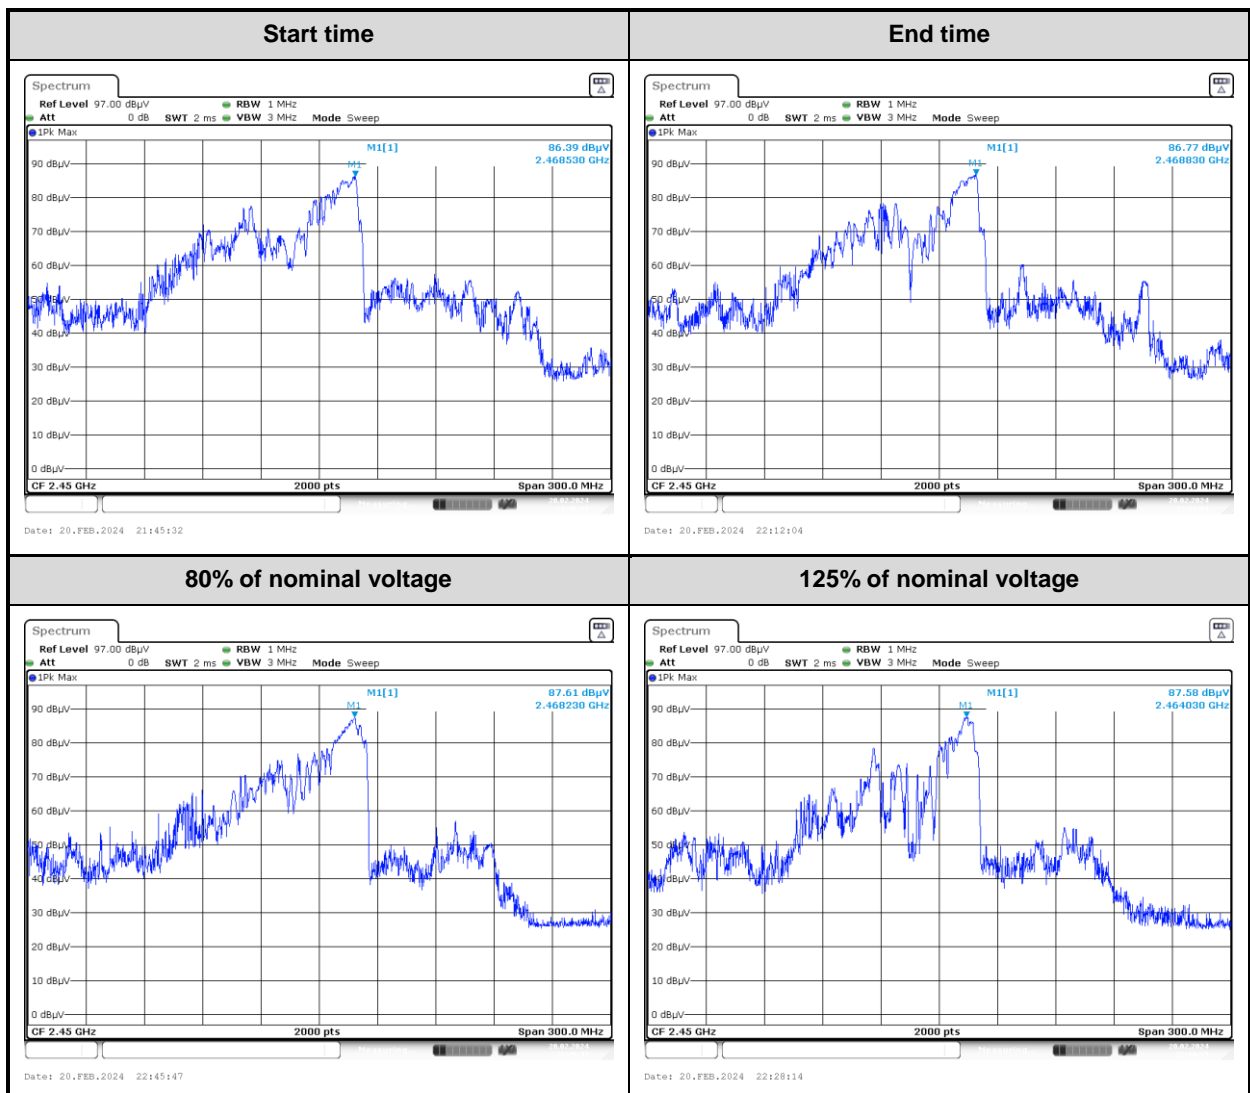 Start time
End time
Spectrum
Ref Level 97.00 dBµV
RBW 1 MHz
Att 0 dB SWT 2 ms VBW 3 MHz Mode Sweep
1Pk Max
M1[1] 86.39 dBµV
2.468530 GHz
M1
90 dBµV
80 dBµV
70 dBµV
60 dBµV
50 dBµV
40 dBµV
30 dBµV
20 dBµV
10 dBµV
0 dBµV
CF 2.45 GHz 2000 pts Span 300.0 MHz
Date: 20.FEB.2024 21:45:32
Spectrum
Ref Level 97.00 dBµV
RBW 1 MHz
Att 0 dB SWT 2 ms VBW 3 MHz Mode Sweep
1Pk Max
M1[1] 86.77 dBµV
2.468830 GHz
M1
90 dBµV
80 dBµV
70 dBµV
60 dBµV
50 dBµV
40 dBµV
30 dBµV
20 dBµV
10 dBµV
0 dBµV
CF 2.45 GHz 2000 pts Span 300.0 MHz
Date: 20.FEB.2024 22:12:04
80% of nominal voltage
125% of nominal voltage
Spectrum
Ref Level 97.00 dBµV
RBW 1 MHz
Att 0 dB SWT 2 ms VBW 3 MHz Mode Sweep
1Pk Max
M1[1] 87.61 dBµV
2.468230 GHz
M1
90 dBµV
80 dBµV
70 dBµV
60 dBµV
50 dBµV
40 dBµV
30 dBµV
20 dBµV
10 dBµV
0 dBµV
CF 2.45 GHz 2000 pts Span 300.0 MHz
Date: 20.FEB.2024 22:45:47
Spectrum
Ref Level 97.00 dBµV
RBW 1 MHz
Att 0 dB SWT 2 ms VBW 3 MHz Mode Sweep
1Pk Max
M1[1] 87.58 dBµV
2.464030 GHz
M1
90 dBµV
80 dBµV
70 dBµV
60 dBµV
50 dBµV
40 dBµV
30 dBµV
20 dBµV
10 dBµV
0 dBµV
CF 2.45 GHz 2000 pts Span 300.0 MHz
Date: 20.FEB.2024 22:28:14